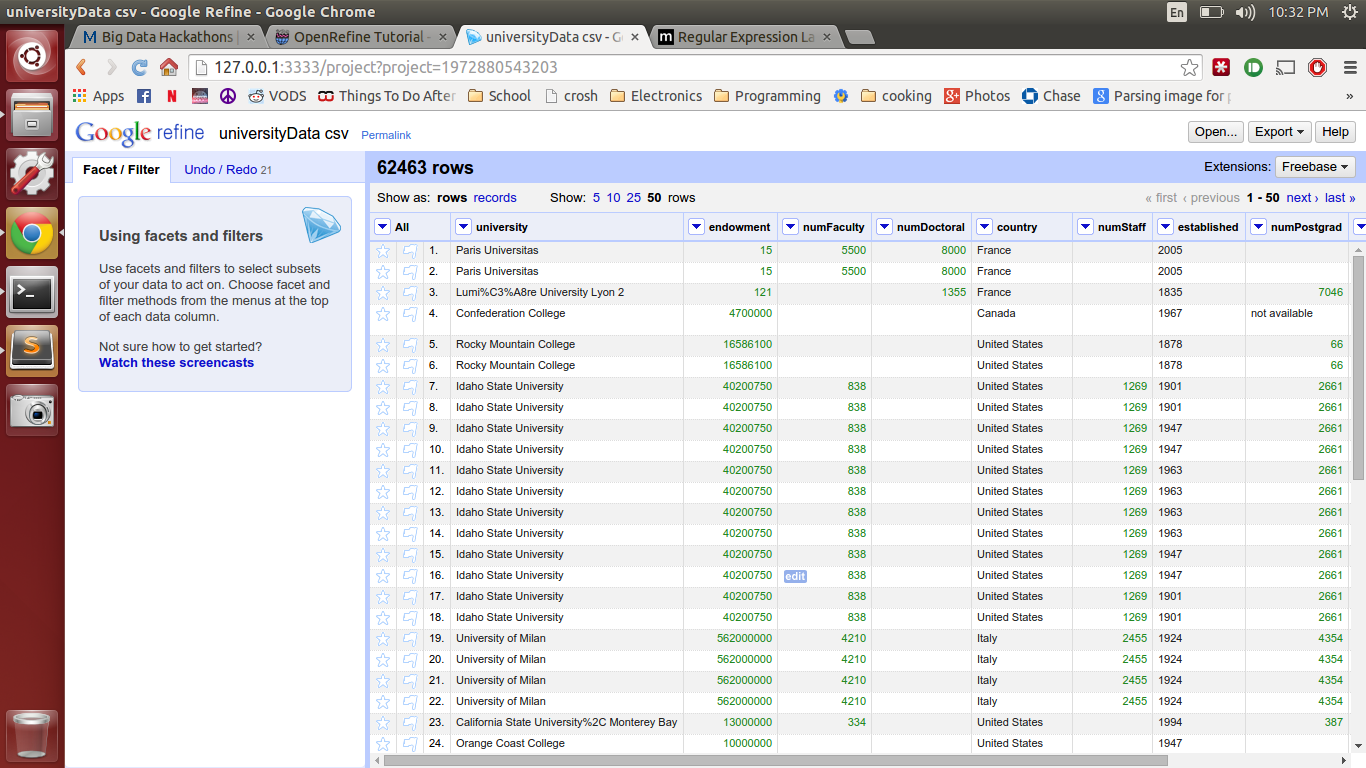 universityData csv - Google Refine - Google Chrome En 10:32 PM
Big Data Hackathons OpenRefine Tutorial - universityData csv - G Regular Expression La
127.0.0.1:3333/project?project=1972880543203
Apps VODS Things To Do After School crosh Electronics Programming cooking Photos Chase Parsing image for »
Google refine universityData csv Permalink Open... Export Help
Facet / Filter Undo / Redo 21 62463 rows Extensions: Freebase
Show as: rows records Show: 5 10 25 50 rows « first ‹ previous 1 - 50 next › last »
All university endowment numFaculty numDoctoral country numStaff established numPostgrad
Using facets and filters
Use facets and filters to select subsets
of your data to act on. Choose facet and
filter methods from the menus at the top
of each data column.
Not sure how to get started?
Watch these screencasts
1. Paris Universitas 15 5500 8000 France 2005
2. Paris Universitas 15 5500 8000 France 2005
3. Lumi%C3%A8re University Lyon 2 121 1355 France 1835 7046
4. Confederation College 4700000 Canada 1967 not available
5. Rocky Mountain College 16586100 United States 1878 66
6. Rocky Mountain College 16586100 United States 1878 66
7. Idaho State University 40200750 838 United States 1269 1901 2661
8. Idaho State University 40200750 838 United States 1269 1901 2661
9. Idaho State University 40200750 838 United States 1269 1947 2661
10. Idaho State University 40200750 838 United States 1269 1947 2661
11. Idaho State University 40200750 838 United States 1269 1963 2661
12. Idaho State University 40200750 838 United States 1269 1963 2661
13. Idaho State University 40200750 838 United States 1269 1963 2661
14. Idaho State University 40200750 838 United States 1269 1963 2661
15. Idaho State University 40200750 838 United States 1269 1947 2661
16. Idaho State University 40200750 edit 838 United States 1269 1947 2661
17. Idaho State University 40200750 838 United States 1269 1901 2661
18. Idaho State University 40200750 838 United States 1269 1901 2661
19. University of Milan 562000000 4210 Italy 2455 1924 4354
20. University of Milan 562000000 4210 Italy 2455 1924 4354
21. University of Milan 562000000 4210 Italy 2455 1924 4354
22. University of Milan 562000000 4210 Italy 2455 1924 4354
23. California State University%2C Monterey Bay 13000000 334 United States 1994 387
24. Orange Coast College 10000000 United States 1947